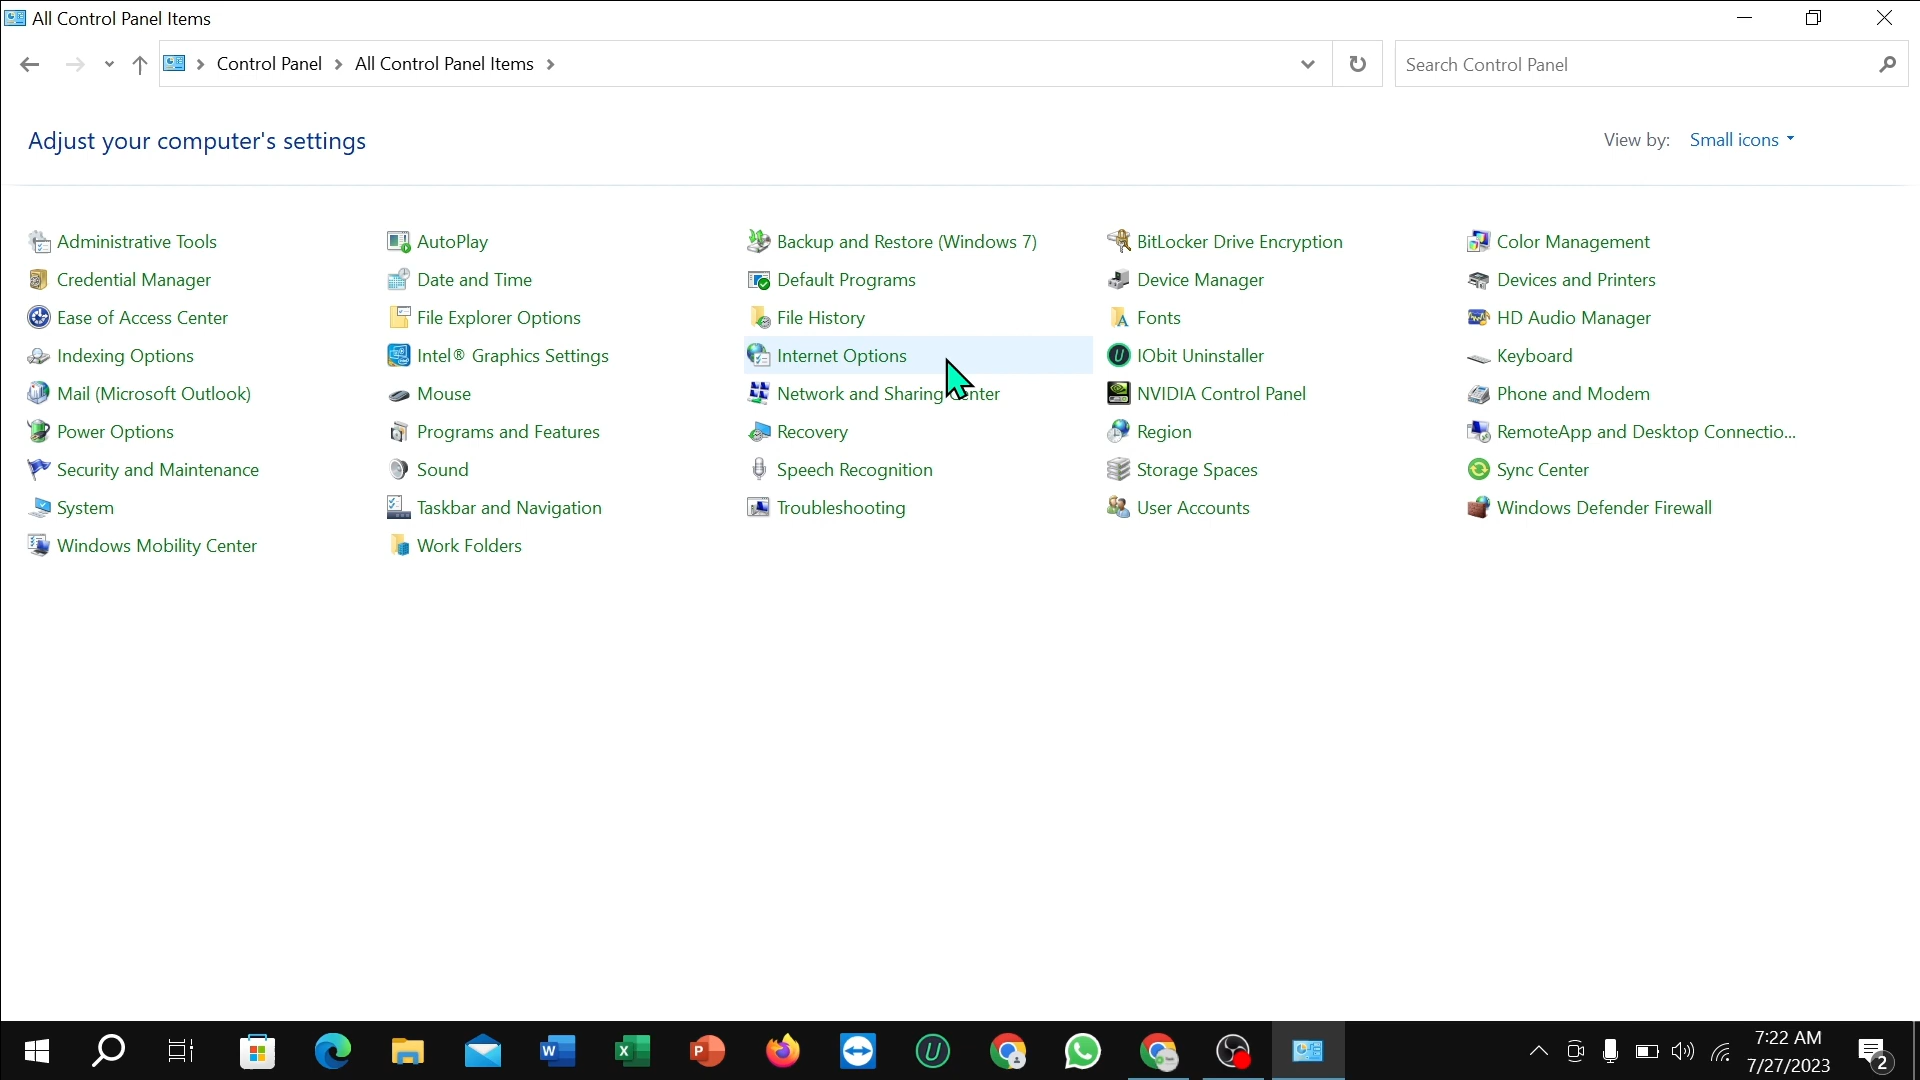 All Control Panel Items
Control Panel All Control Panel Items
Search Control Panel
Adjust your computer's settings
View by: Small icons
Administrative Tools
AutoPlay
Backup and Restore (Windows 7)
BitLocker Drive Encryption
Color Management
Credential Manager
Date and Time
Default Programs
Device Manager
Devices and Printers
Ease of Access Center
File Explorer Options
File History
Fonts
HD Audio Manager
Indexing Options
Intel® Graphics Settings
Internet Options
IObit Uninstaller
Keyboard
Mail (Microsoft Outlook)
Mouse
Network and Sharing Center
NVIDIA Control Panel
Phone and Modem
Power Options
Programs and Features
Recovery
Region
RemoteApp and Desktop Connectio...
Security and Maintenance
Sound
Speech Recognition
Storage Spaces
Sync Center
System
Taskbar and Navigation
Troubleshooting
User Accounts
Windows Defender Firewall
Windows Mobility Center
Work Folders
7:22 AM
7/27/2023
2